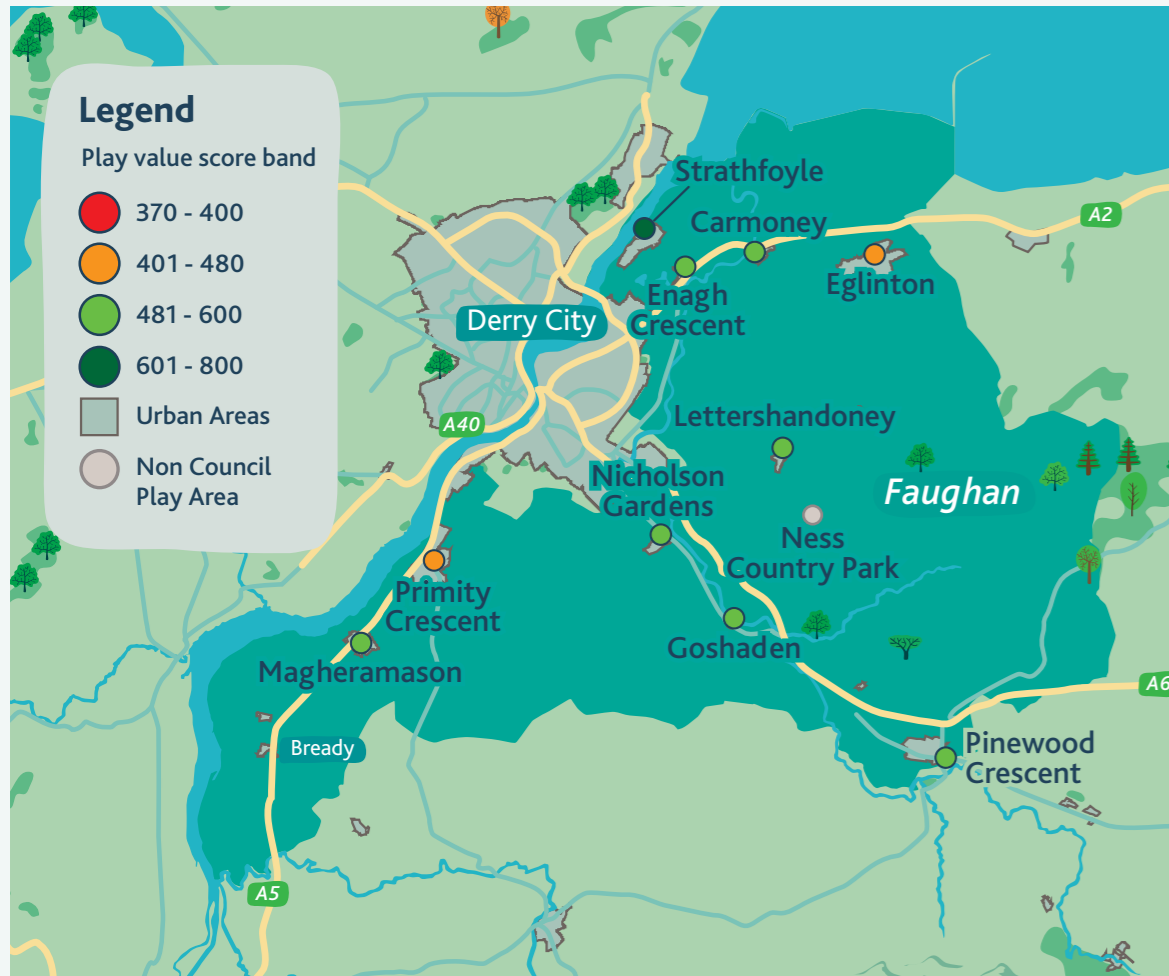 Legend
Play value score band
370 - 400
401 - 480
481 - 600
601 - 800
Urban Areas
Non Council
Play Area
Strathfoyle
Carmoney
A2
Enagh
Crescent
Eglinton
Derry City
A40
Lettershandoney
Nicholson
Gardens
Faughan
Ness
Country Park
Primity
Crescent
Goshaden
Magheramason
A6
Bready
Pinewood
Crescent
A5